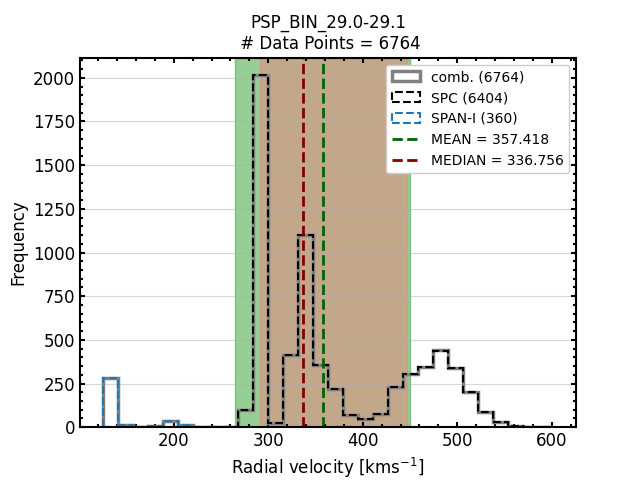 PSP_BIN_29.0-29.1
# Data Points = 6764
comb. (6764)
SPC (6404)
SPAN-I (360)
MEAN = 357.418
MEDIAN = 336.756
Frequency
2000
1750
1500
1250
1000
750
500
250
0
200
300
400
500
600
Radial velocity [kms⁻¹]